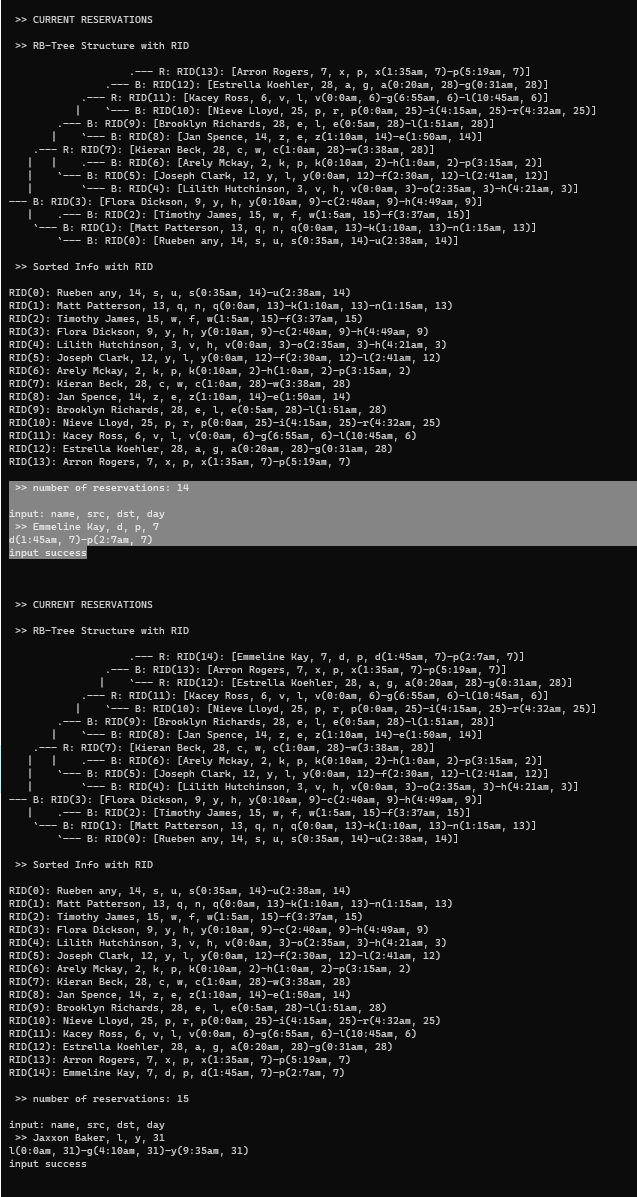 >> CURRENT RESERVATIONS
>> RB-Tree Structure with RID
.--- R: RID(13): [Arron Rogers, 7, x, p, x(1:35am, 7)-p(5:19am, 7)]
.--- B: RID(12): [Estrella Koehler, 28, a, g, a(0:20am, 28)-g(0:31am, 28)]
.--- R: RID(11): [Kacey Ross, 6, v, l, v(0:0am, 6)-g(6:55am, 6)-l(10:45am, 6)]
| `--- B: RID(10): [Nieve Lloyd, 25, p, r, p(0:0am, 25)-i(4:15am, 25)-r(4:32am, 25)]
.--- B: RID(9): [Brooklyn Richards, 28, e, l, e(0:5am, 28)-l(1:51am, 28)]
| `--- B: RID(8): [Jan Spence, 14, z, e, z(1:10am, 14)-e(1:50am, 14)]
.--- R: RID(7): [Kieran Beck, 28, c, w, c(1:0am, 28)-w(3:38am, 28)]
| | .--- B: RID(6): [Arely Mckay, 2, k, p, k(0:10am, 2)-h(1:0am, 2)-p(3:15am, 2)]
| `--- B: RID(5): [Joseph Clark, 12, y, l, y(0:0am, 12)-f(2:30am, 12)-l(2:41am, 12)]
| `--- B: RID(4): [Lilith Hutchinson, 3, v, h, v(0:0am, 3)-o(2:35am, 3)-h(4:21am, 3)]
--- B: RID(3): [Flora Dickson, 9, y, h, y(0:10am, 9)-c(2:40am, 9)-h(4:49am, 9)]
| .--- B: RID(2): [Timothy James, 15, w, f, w(1:5am, 15)-f(3:37am, 15)]
`--- B: RID(1): [Matt Patterson, 13, q, n, q(0:0am, 13)-k(1:10am, 13)-n(1:15am, 13)]
`--- B: RID(0): [Rueben any, 14, s, u, s(0:35am, 14)-u(2:38am, 14)]
>> Sorted Info with RID
RID(0): Rueben any, 14, s, u, s(0:35am, 14)-u(2:38am, 14)
RID(1): Matt Patterson, 13, q, n, q(0:0am, 13)-k(1:10am, 13)-n(1:15am, 13)
RID(2): Timothy James, 15, w, f, w(1:5am, 15)-f(3:37am, 15)
RID(3): Flora Dickson, 9, y, h, y(0:10am, 9)-c(2:40am, 9)-h(4:49am, 9)
RID(4): Lilith Hutchinson, 3, v, h, v(0:0am, 3)-o(2:35am, 3)-h(4:21am, 3)
RID(5): Joseph Clark, 12, y, l, y(0:0am, 12)-f(2:30am, 12)-l(2:41am, 12)
RID(6): Arely Mckay, 2, k, p, k(0:10am, 2)-h(1:0am, 2)-p(3:15am, 2)
RID(7): Kieran Beck, 28, c, w, c(1:0am, 28)-w(3:38am, 28)
RID(8): Jan Spence, 14, z, e, z(1:10am, 14)-e(1:50am, 14)
RID(9): Brooklyn Richards, 28, e, l, e(0:5am, 28)-l(1:51am, 28)
RID(10): Nieve Lloyd, 25, p, r, p(0:0am, 25)-i(4:15am, 25)-r(4:32am, 25)
RID(11): Kacey Ross, 6, v, l, v(0:0am, 6)-g(6:55am, 6)-l(10:45am, 6)
RID(12): Estrella Koehler, 28, a, g, a(0:20am, 28)-g(0:31am, 28)
RID(13): Arron Rogers, 7, x, p, x(1:35am, 7)-p(5:19am, 7)
>> number of reservations: 14
input: name, src, dst, day
>> Emmeline Kay, d, p, 7
d(1:45am, 7)-p(2:7am, 7)
input success
>> CURRENT RESERVATIONS
>> RB-Tree Structure with RID
.--- R: RID(14): [Emmeline Kay, 7, d, p, d(1:45am, 7)-p(2:7am, 7)]
.--- B: RID(13): [Arron Rogers, 7, x, p, x(1:35am, 7)-p(5:19am, 7)]
| `--- R: RID(12): [Estrella Koehler, 28, a, g, a(0:20am, 28)-g(0:31am, 28)]
.--- R: RID(11): [Kacey Ross, 6, v, l, v(0:0am, 6)-g(6:55am, 6)-l(10:45am, 6)]
| `--- B: RID(10): [Nieve Lloyd, 25, p, r, p(0:0am, 25)-i(4:15am, 25)-r(4:32am, 25)]
.--- B: RID(9): [Brooklyn Richards, 28, e, l, e(0:5am, 28)-l(1:51am, 28)]
| `--- B: RID(8): [Jan Spence, 14, z, e, z(1:10am, 14)-e(1:50am, 14)]
.--- R: RID(7): [Kieran Beck, 28, c, w, c(1:0am, 28)-w(3:38am, 28)]
| | .--- B: RID(6): [Arely Mckay, 2, k, p, k(0:10am, 2)-h(1:0am, 2)-p(3:15am, 2)]
| `--- B: RID(5): [Joseph Clark, 12, y, l, y(0:0am, 12)-f(2:30am, 12)-l(2:41am, 12)]
| `--- B: RID(4): [Lilith Hutchinson, 3, v, h, v(0:0am, 3)-o(2:35am, 3)-h(4:21am, 3)]
--- B: RID(3): [Flora Dickson, 9, y, h, y(0:10am, 9)-c(2:40am, 9)-h(4:49am, 9)]
| .--- B: RID(2): [Timothy James, 15, w, f, w(1:5am, 15)-f(3:37am, 15)]
`--- B: RID(1): [Matt Patterson, 13, q, n, q(0:0am, 13)-k(1:10am, 13)-n(1:15am, 13)]
`--- B: RID(0): [Rueben any, 14, s, u, s(0:35am, 14)-u(2:38am, 14)]
>> Sorted Info with RID
RID(0): Rueben any, 14, s, u, s(0:35am, 14)-u(2:38am, 14)
RID(1): Matt Patterson, 13, q, n, q(0:0am, 13)-k(1:10am, 13)-n(1:15am, 13)
RID(2): Timothy James, 15, w, f, w(1:5am, 15)-f(3:37am, 15)
RID(3): Flora Dickson, 9, y, h, y(0:10am, 9)-c(2:40am, 9)-h(4:49am, 9)
RID(4): Lilith Hutchinson, 3, v, h, v(0:0am, 3)-o(2:35am, 3)-h(4:21am, 3)
RID(5): Joseph Clark, 12, y, l, y(0:0am, 12)-f(2:30am, 12)-l(2:41am, 12)
RID(6): Arely Mckay, 2, k, p, k(0:10am, 2)-h(1:0am, 2)-p(3:15am, 2)
RID(7): Kieran Beck, 28, c, w, c(1:0am, 28)-w(3:38am, 28)
RID(8): Jan Spence, 14, z, e, z(1:10am, 14)-e(1:50am, 14)
RID(9): Brooklyn Richards, 28, e, l, e(0:5am, 28)-l(1:51am, 28)
RID(10): Nieve Lloyd, 25, p, r, p(0:0am, 25)-i(4:15am, 25)-r(4:32am, 25)
RID(11): Kacey Ross, 6, v, l, v(0:0am, 6)-g(6:55am, 6)-l(10:45am, 6)
RID(12): Estrella Koehler, 28, a, g, a(0:20am, 28)-g(0:31am, 28)
RID(13): Arron Rogers, 7, x, p, x(1:35am, 7)-p(5:19am, 7)
RID(14): Emmeline Kay, 7, d, p, d(1:45am, 7)-p(2:7am, 7)
>> number of reservations: 15
input: name, src, dst, day
>> Jaxxon Baker, l, y, 31
l(0:0am, 31)-g(4:10am, 31)-y(9:35am, 31)
input success